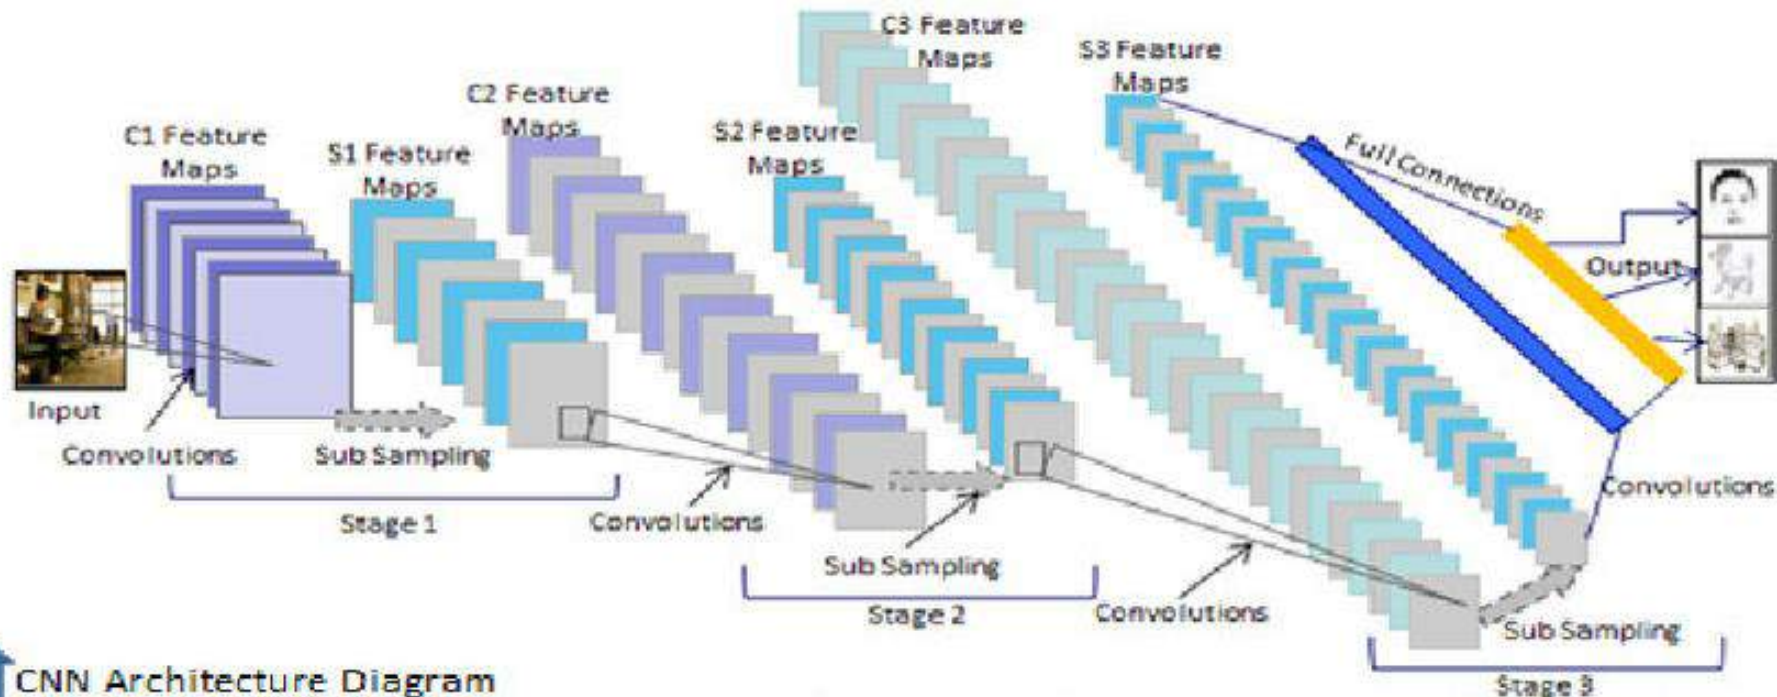 C1 Feature
Maps
S1 Feature
Maps
C2 Feature
Maps
S2 Feature
Maps
C3 Feature
Maps
S3 Feature
Maps
Full Connections
Output
Input
Convolutions
Sub Sampling
Stage 1
Convolutions
Sub Sampling
Stage 2
Convolutions
Convolutions
Sub Sampling
Stage 3
CNN Architecture Diagram